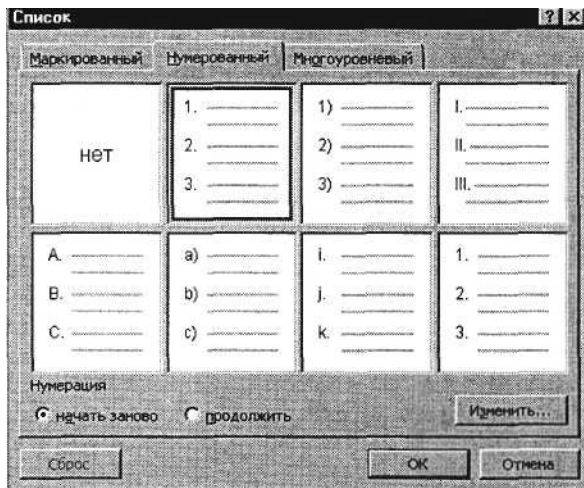 Список
Маркированный Нумерованный Многоуровневый
нет
1.
2.
3.
1)
2)
3)
I.
II.
III.
A.
B.
C.
a)
b)
c)
i.
j.
k.
1.
2.
3.
Нумерация
начать заново продолжить Изменить...
Сброс OK Отмена